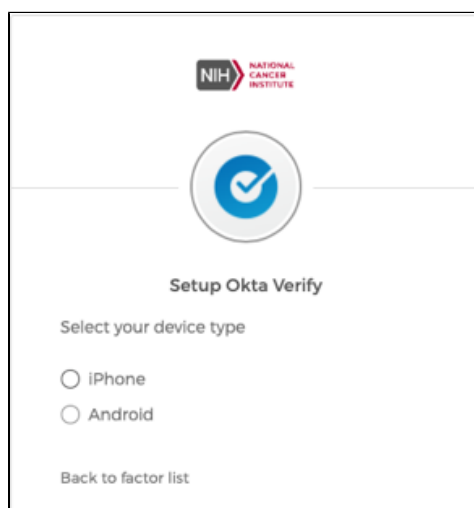 NIH NATIONAL
CANCER
INSTITUTE
Setup Okta Verify
Select your device type
iPhone
Android
Back to factor list